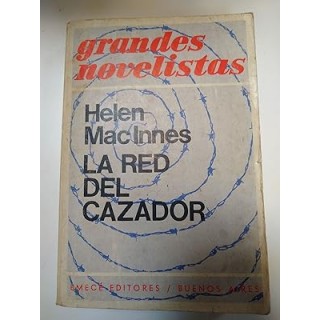 grandes
novelistas
Helen
MacInnes
LA RED
DEL
CAZADOR
EMECÉ EDITORES / BUENOS AIRES